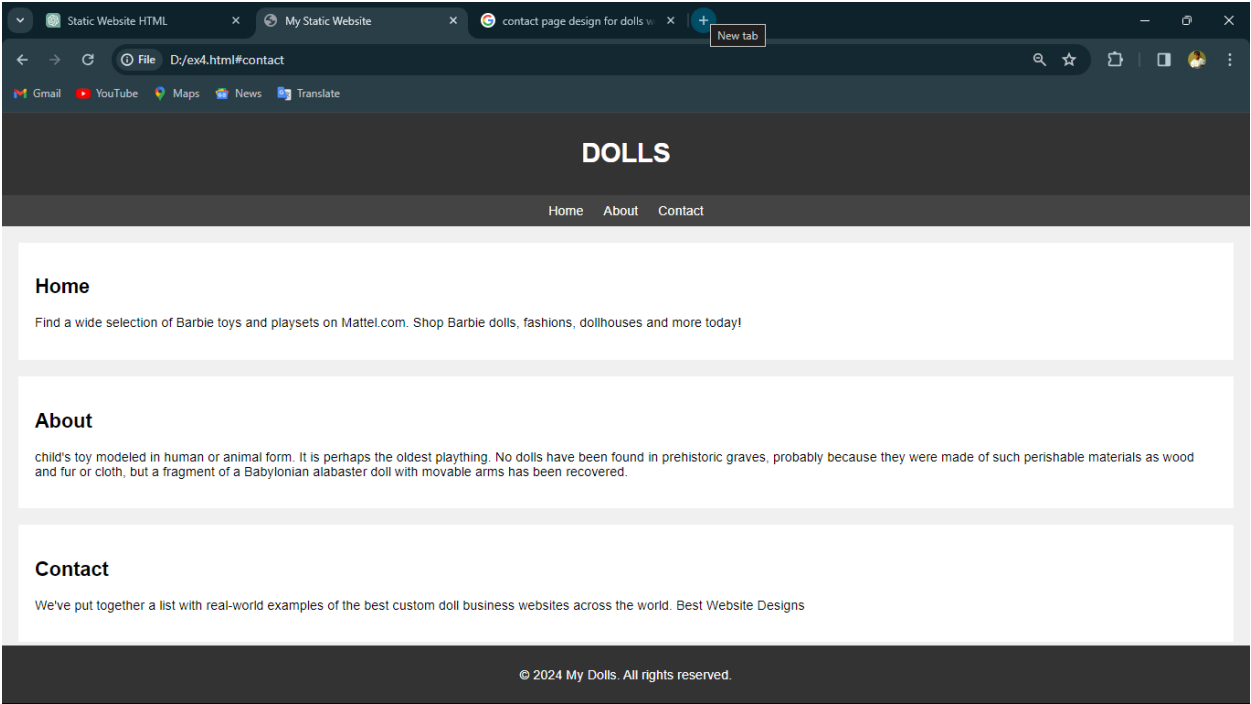 Static Website HTML
My Static Website
contact page design for dolls w
New tab
File D:/ex4.html#contact
Gmail YouTube Maps News Translate
DOLLS
Home About Contact
Home
Find a wide selection of Barbie toys and playsets on Mattel.com. Shop Barbie dolls, fashions, dollhouses and more today!
About
child's toy modeled in human or animal form. It is perhaps the oldest plaything. No dolls have been found in prehistoric graves, probably because they were made of such perishable materials as wood
and fur or cloth, but a fragment of a Babylonian alabaster doll with movable arms has been recovered.
Contact
We've put together a list with real-world examples of the best custom doll business websites across the world. Best Website Designs
© 2024 My Dolls. All rights reserved.